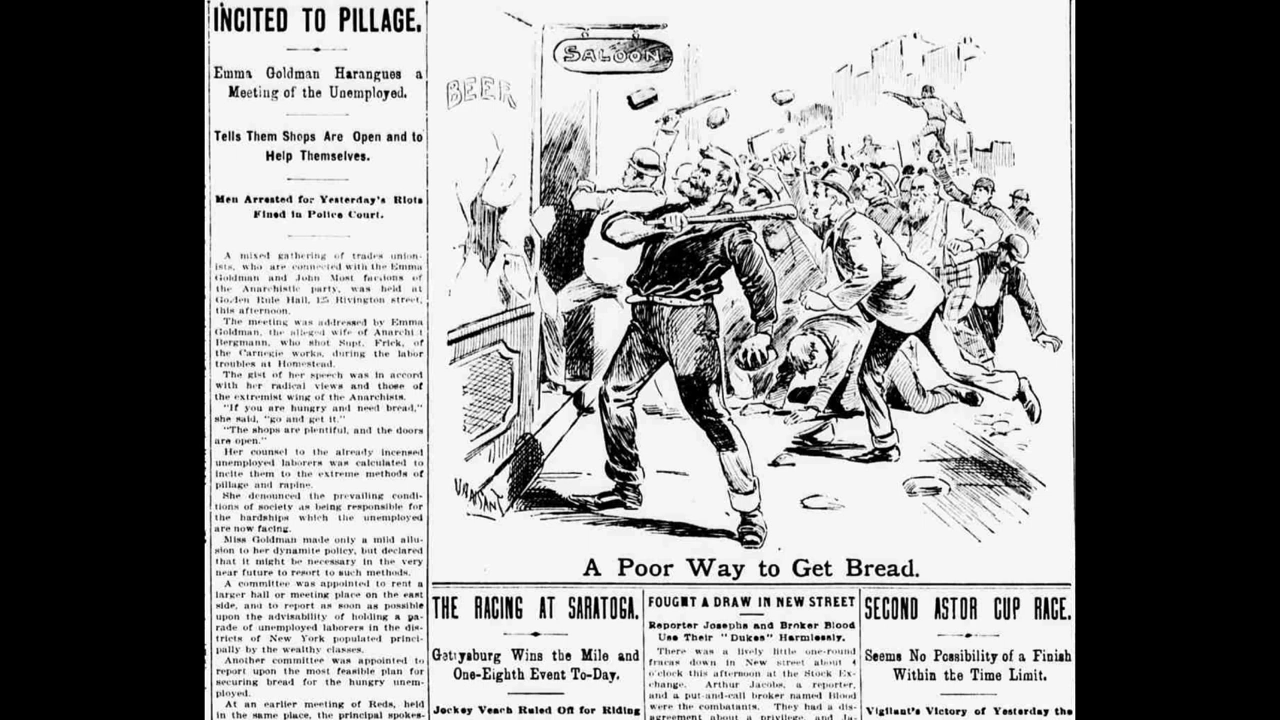 INCITED TO PILLAGE.
Emma Goldman Harangues a
Meeting of the Unemployed.
Tells Them Shops Are Open and to
Help Themselves.
Men Arrested for Yesterday's Riots
Fined in Police Court.
A mixed gathering of trades union-
ists, who are connected with the Emma
Goldman and John Most factions of
the Anarchistic party, was held at
Golden Rule Hall, 125 Rivington street,
this afternoon.
The meeting was addressed by Emma
Goldman, the alleged wife of Anarchist
Bergmann, who shot Supt. Frick, of
the Carnegie works, during the labor
troubles at Homestead.
The gist of her speech was in accord
with her radical views and those of
the extremist wing of the Anarchists.
"If you are hungry and need bread,"
she said, "go and get it."
"The shops are plentiful, and the doors
are open."
Her counsel to the already incensed
unemployed laborers was calculated to
incite them to the extreme methods of
pillage and rapine.
She denounced the prevailing condi-
tions of society as being responsible for
the hardships which the unemployed
are now facing.
Miss Goldman made only a mild allu-
sion to her dynamite policy, but declared
that it might be necessary in the very
near future to resort to such methods.
A committee was appointed to rent a
larger hall or meeting place on the east
side, and to report as soon as possible
upon the advisability of holding a pa-
rade of unemployed laborers in the dis-
tricts of New York populated princi-
pally by the wealthy classes.
Another committee was appointed to
report upon the most feasible plan for
securing bread for the hungry unem-
ployed.
At an earlier meeting of Reds, held
in the same place, the principal spokes-
SALOON
BEER
A Poor Way to Get Bread.
THE RACING AT SARATOGA.
Gettysburg Wins the Mile and
One-Eighth Event To-Day.
Jockey Veach Ruled Off for Riding
FOUGHT A DRAW IN NEW STREET
Reporter Josephs and Broker Blood
Use Their "Dukes" Harmlessly.
There was a lively little one-round
fracas down in New street about 4
o'clock this afternoon at the Stock Ex-
change. Arthur Jacobs, a reporter,
and a put-and-call broker named Blood
were the combatants. They had a dis-
agreement about a privilege, and Ja-
SECOND ASTOR CUP RACE.
Seems No Possibility of a Finish
Within the Time Limit.
Vigilant's Victory of Yesterday the